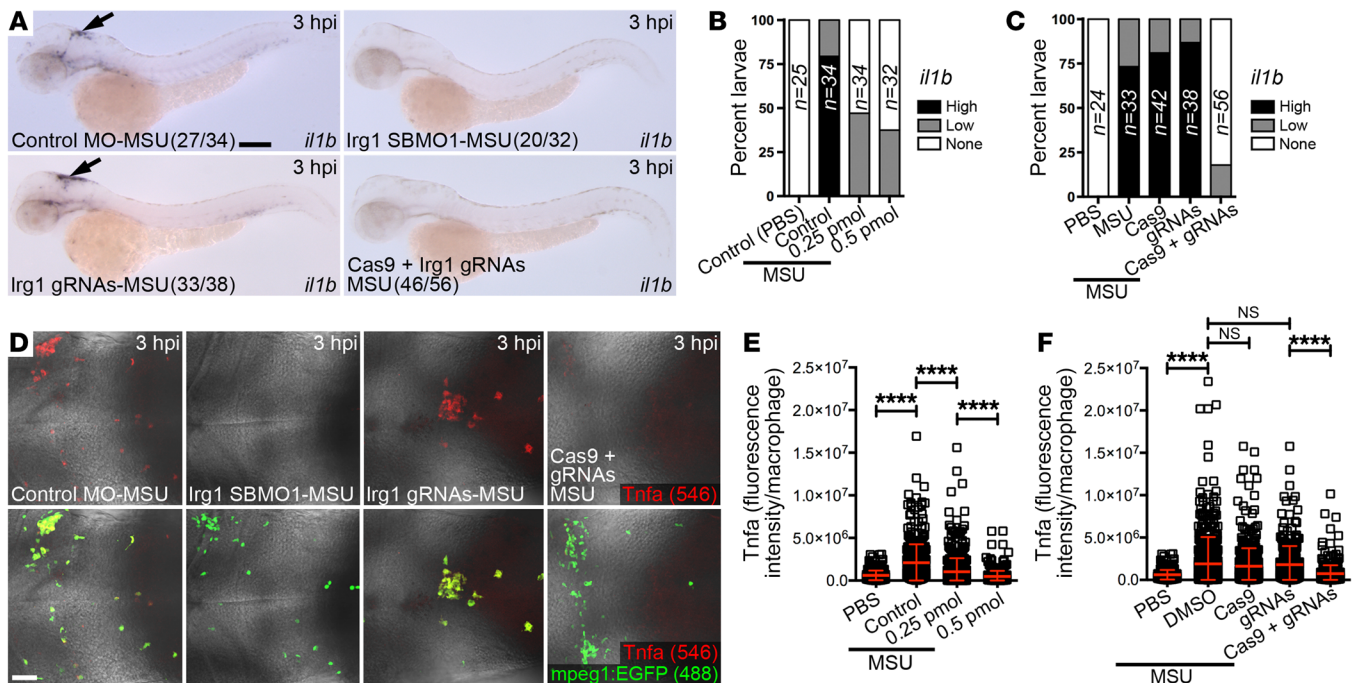 A
3 hpi
Control MO-MSU(27/34)
il1b
3 hpi
Irg1 SBMO1-MSU(20/32)
il1b
3 hpi
Irg1 gRNAs-MSU(33/38)
il1b
3 hpi
Cas9 + Irg1 gRNAs
MSU(46/56)
il1b
B
Percent larvae
100
75
50
25
0
n=25
n=34
n=34
n=32
Control (PBS)
Control
0.25 pmol
0.5 pmol
MSU
il1b
High
Low
None
C
Percent larvae
100
75
50
25
0
n=24
n=33
n=42
n=38
n=56
PBS
MSU
Cas9
gRNAs
Cas9 + gRNAs
MSU
il1b
High
Low
None
D
3 hpi
Control MO-MSU
3 hpi
Irg1 SBMO1-MSU
3 hpi
Irg1 gRNAs-MSU
3 hpi
Cas9 +
gRNAs
MSU
Tnfa (546)
Tnfa (546)
mpeg1:EGFP (488)
E
Tnfa (fluorescence
intensity/macrophage)
2.5×10⁷
2.0×10⁷
1.5×10⁷
1.0×10⁷
5.0×10⁶
0.0
****
****
****
PBS
Control
0.25 pmol
0.5 pmol
MSU
F
Tnfa (fluorescence
intensity/macrophage)
2.5×10⁷
2.0×10⁷
1.5×10⁷
1.0×10⁷
5.0×10⁶
0.0
NS
NS
****
****
PBS
DMSO
Cas9
gRNAs
Cas9 + gRNAs
MSU